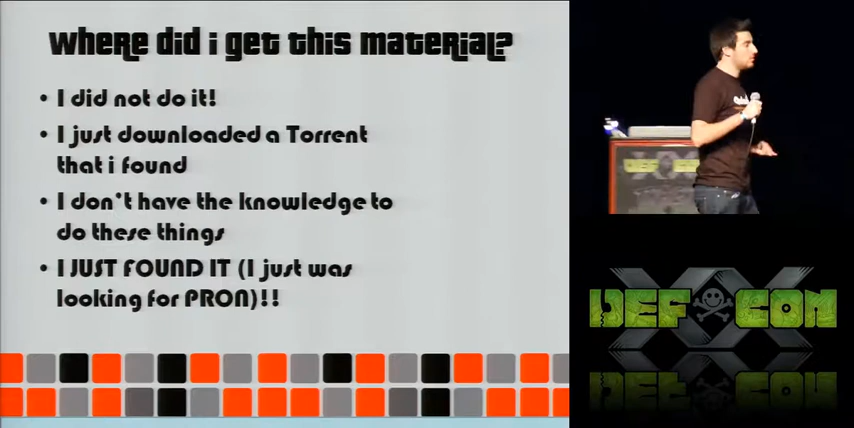 where did i get this material?
• I did not do it!
• I just downloaded a Torrent
that i found
• I don't have the knowledge to
do these things
• I JUST FOUND IT (I just was
looking for PRON)!!
DEF CON
XX
DEF CON